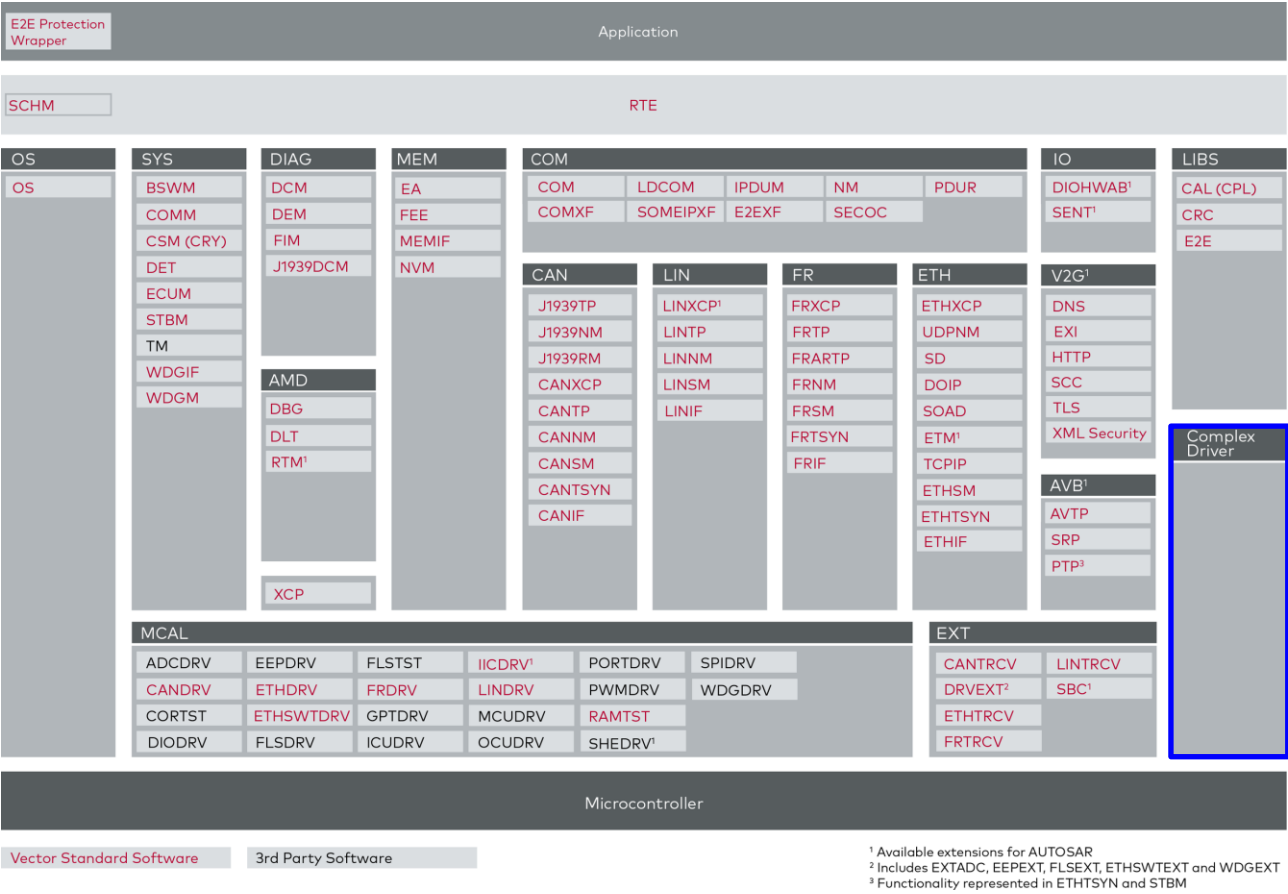 E2E Protection
Wrapper
Application
SCHM
RTE
OS
OS
SYS
BSWM
COMM
CSM (CRY)
DET
ECUM
STBM
TM
WDGIF
WDGM
DIAG
DCM
DEM
FIM
J1939DCM
AMD
DBG
DLT
RTM¹
XCP
MEM
EA
FEE
MEMIF
NVM
COM
COM LDCOM IPDUM NM PDUR
COMXF SOMEIPXF E2EXF SECOC
CAN
J1939TP
J1939NM
J1939RM
CANXCP
CANTP
CANNM
CANSM
CANTSYN
CANIF
LIN
LINXCP¹
LINTP
LINNM
LINSM
LINIF
FR
FRXCP
FRTP
FRARTP
FRNM
FRSM
FRTSYN
FRIF
ETH
ETHXCP
UDPNM
SD
DOIP
SOAD
ETM¹
TCPIP
ETHSM
ETHTSYN
ETHIF
IO
DIOHWAB¹
SENT¹
V2G¹
DNS
EXI
HTTP
SCC
TLS
XML Security
AVB¹
AVTP
SRP
PTP³
LIBS
CAL (CPL)
CRC
E2E
Complex
Driver
MCAL
ADCDRV EEPDRV FLSTST IICDRV¹ PORTDRV SPIDRV
CANDRV ETHDRV FRDRV LINDRV PWMDRV WDGDRV
CORTST ETHSWTDRV GPTDRV MCUDRV RAMTST
DIODRV FLSDRV ICUDRV OCUDRV SHEDRV¹
EXT
CANTRCV LINTRCV
DRVEXT² SBC¹
ETHTRCV
FRTRCV
Microcontroller
Vector Standard Software
3rd Party Software
¹ Available extensions for AUTOSAR
² Includes EXTADC, EEPEXT, FLSEXT, ETHSWTEXT and WDGEXT
³ Functionality represented in ETHTSYN and STBM